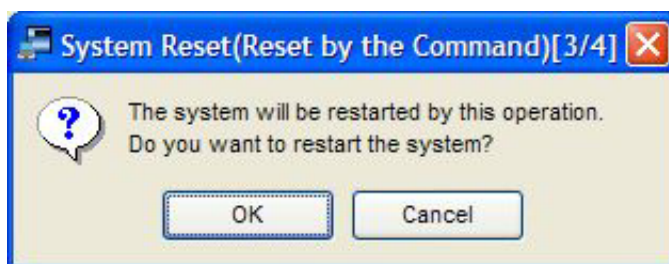 System Reset(Reset by the Command)[3/4]
The system will be restarted by this operation.
Do you want to restart the system?
OK
Cancel